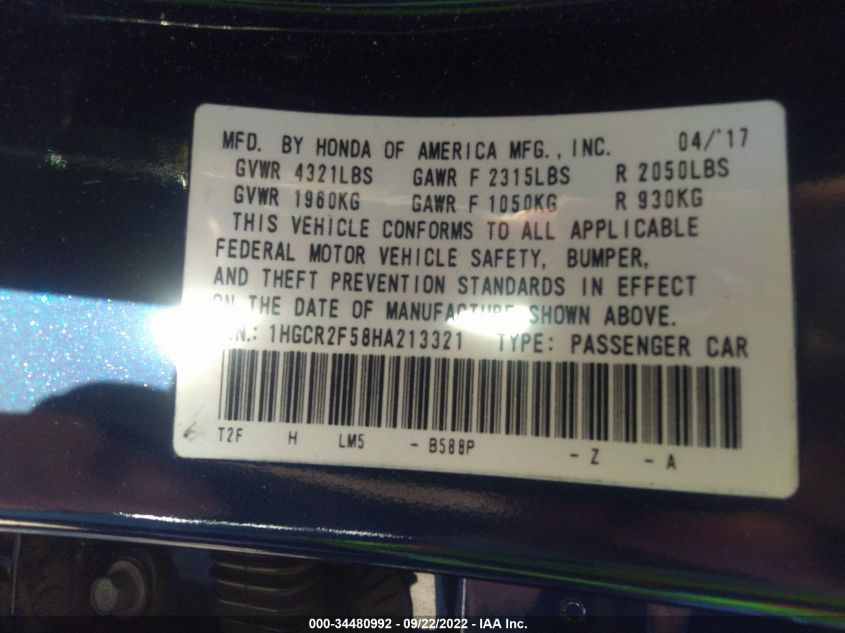 MFD. BY HONDA OF AMERICA MFG., INC. 04/'17
GVWR 4321LBS GAWR F 2315LBS R 2050LBS
GVWR 1960KG GAWR F 1050KG R 930KG
THIS VEHICLE CONFORMS TO ALL APPLICABLE
FEDERAL MOTOR VEHICLE SAFETY, BUMPER,
AND THEFT PREVENTION STANDARDS IN EFFECT
ON THE DATE OF MANUFACTURE SHOWN ABOVE.
1HGCR2F58HA213321 TYPE: PASSENGER CAR
T2F H LM5 - B588P - Z - A
000-34480992 - 09/22/2022 - IAA Inc.